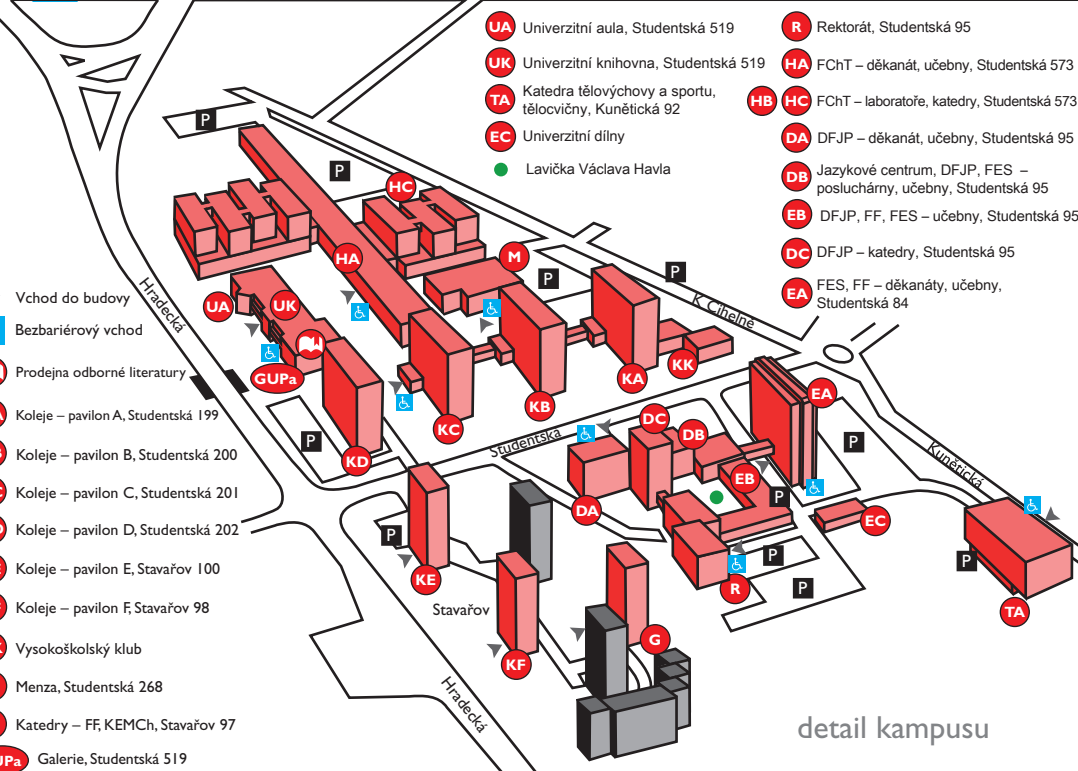 UA Univerzitní aula, Studentská 519
UK Univerzitní knihovna, Studentská 519
TA Katedra tělovýchovy a sportu,
tělocvičny, Kunětická 92
EC Univerzitní dílny
Lavička Václava Havla
R Rektorát, Studentská 95
HA FChT – děkanát, učebny, Studentská 573
HB HC FChT – laboratoře, katedry, Studentská 573
DA DFJP – děkanát, učebny, Studentská 95
DB Jazykové centrum, DFJP, FES –
posluchárny, učebny, Studentská 95
EB DFJP, FF, FES – učebny, Studentská 95
DC DFJP – katedry, Studentská 95
EA FES, FF – děkanáty, učebny,
Studentská 84
Vchod do budovy
Bezbariérový vchod
Prodejna odborné literatury
Koleje – pavilon A, Studentská 199
Koleje – pavilon B, Studentská 200
Koleje – pavilon C, Studentská 201
Koleje – pavilon D, Studentská 202
Koleje – pavilon E, Stavařov 100
Koleje – pavilon F, Stavařov 98
Vysokoškolský klub
Menza, Studentská 268
Katedry – FF, KEMCh, Stavařov 97
UPa Galerie, Studentská 519
P
P
HC
HA
M
P
P
K Cihelně
Hradecká
UA
UK
GUPa
KD
KC
KB
KA
KK
P
Studentská
DC
DB
EA
P
Kunětická
DA
EB
P
EC
P
KE
P
R
P
P
TA
Stavařov
KF
G
Hradecká
detail kampusu